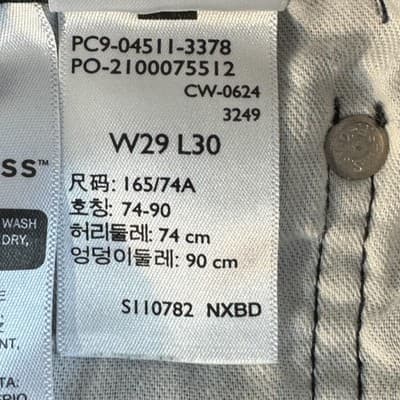 PC9-04511-3378
PO-2100075512
CW-0624
3249
W29 L30
尺码: 165/74A
호칭: 74-90
허리둘레: 74 cm
엉덩이둘레: 90 cm
S110782 NXBD
SS™
WASH
DRY,